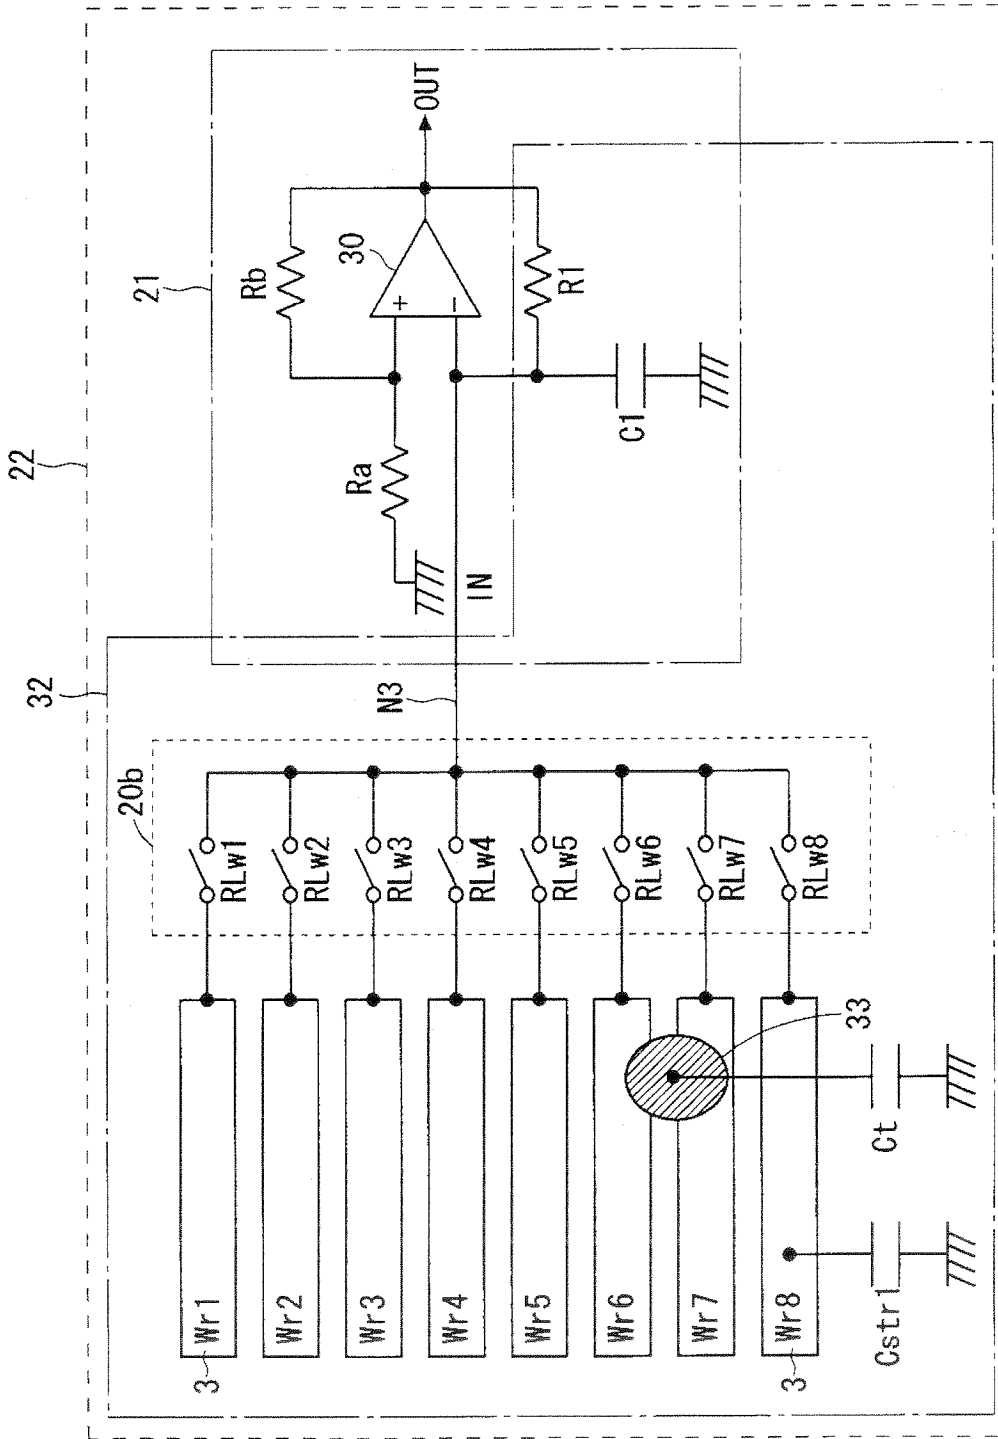 22
32
20b
21
Rb
30
OUT
+
-
Ra
R1
N3
IN
C1
RLw1
RLw2
RLw3
RLw4
RLw5
RLw6
RLw7
RLw8
Wr1
Wr2
Wr3
Wr4
Wr5
Wr6
Wr7
Wr8
3
3
33
Cstr1
Ct